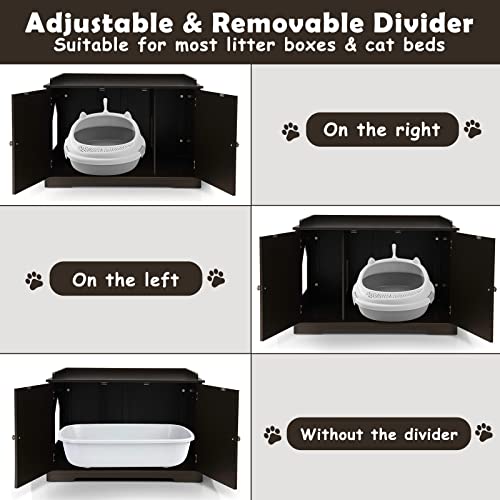 Adjustable & Removable Divider
Suitable for most litter boxes & cat beds
On the right
On the left
Without the divider